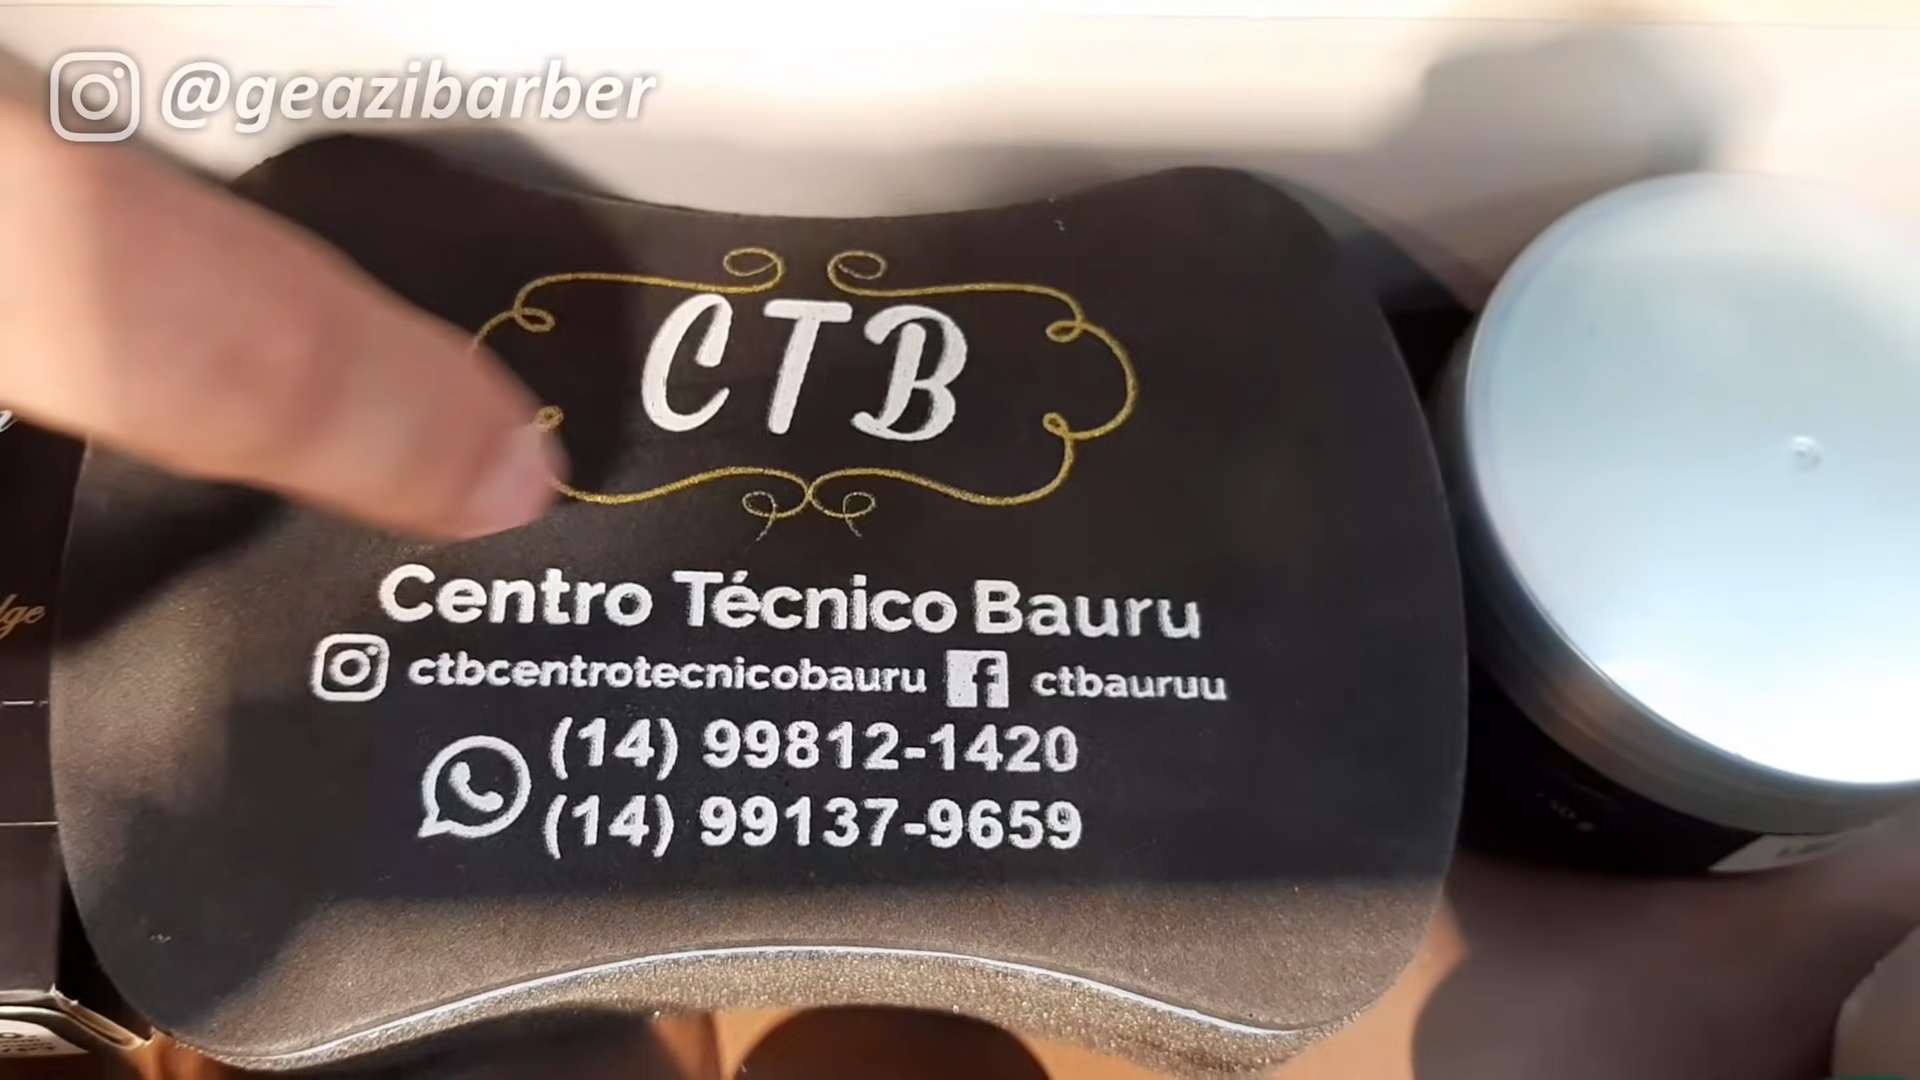 @geazibarber
CTB
Centro Técnico Bauru
ctbcentrotecnicobauru ctbauruu
(14) 99812-1420
(14) 99137-9659